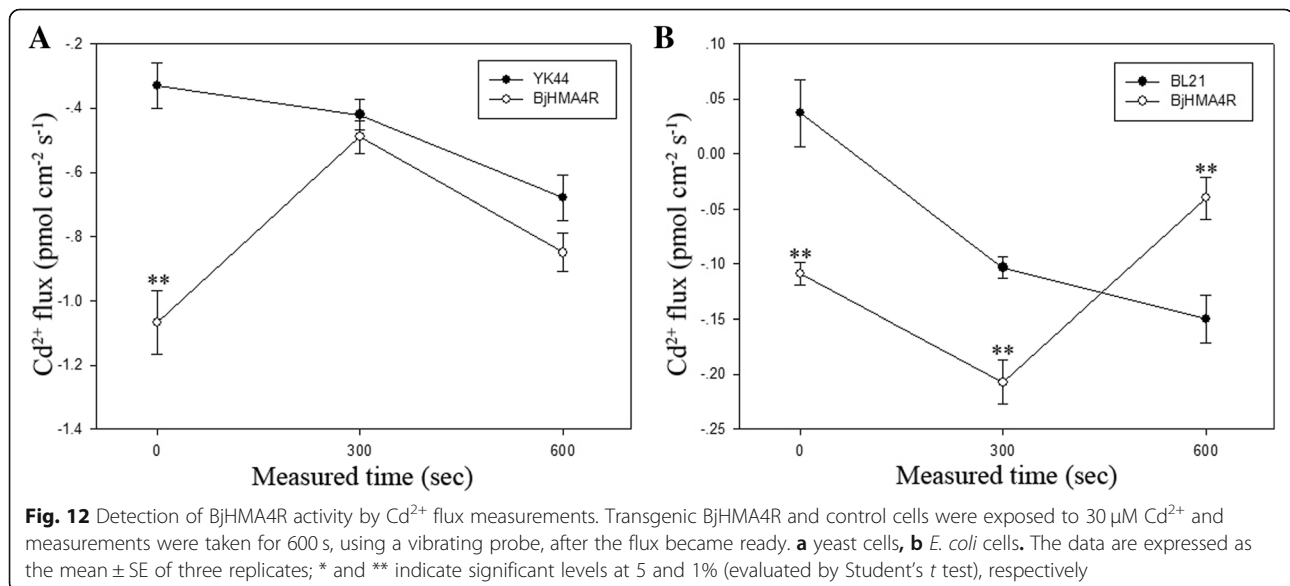 A
-.2
-.4
-.6
-.8
-1.0
-1.2
-1.4
Cd²⁺ flux (pmol cm⁻² s⁻¹)
YK44
BjHMA4R
**
0 300 600
Measured time (sec)
B
.10
.05
0.00
-.05
-.10
-.15
-.20
-.25
Cd²⁺ flux (pmol cm⁻² s⁻¹)
BL21
BjHMA4R
**
**
**
0 300 600
Measured time (sec)
Fig. 12 Detection of BjHMA4R activity by Cd²⁺ flux measurements. Transgenic BjHMA4R and control cells were exposed to 30 μM Cd²⁺ and
measurements were taken for 600 s, using a vibrating probe, after the flux became ready. a yeast cells, b E. coli cells. The data are expressed as
the mean ± SE of three replicates; * and ** indicate significant levels at 5 and 1% (evaluated by Student's t test), respectively